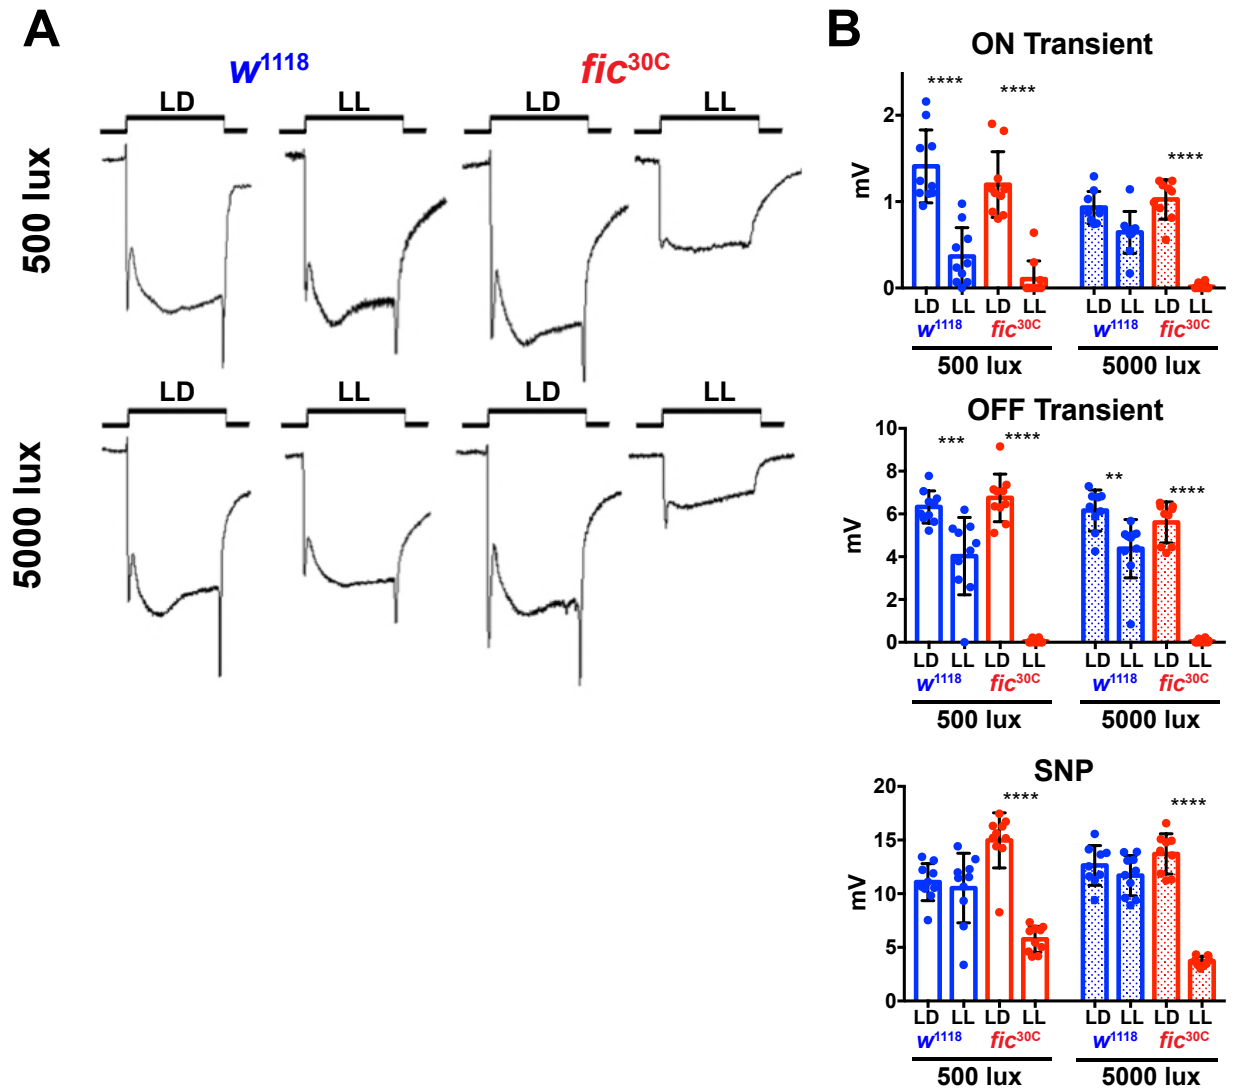 A
w1118
fic30C
LD
LL
LD
LL
500 lux
LD
LL
LD
LL
5000 lux
B
ON Transient
****
****
****
mV
2
1
0
LD LL LD LL LD LL LD LL
w1118 fic30C w1118 fic30C
500 lux 5000 lux
OFF Transient
***
****
**
****
mV
10
8
6
4
2
0
LD LL LD LL LD LL LD LL
w1118 fic30C w1118 fic30C
500 lux 5000 lux
SNP
****
****
mV
20
15
10
5
0
LD LL LD LL LD LL LD LL
w1118 fic30C w1118 fic30C
500 lux 5000 lux